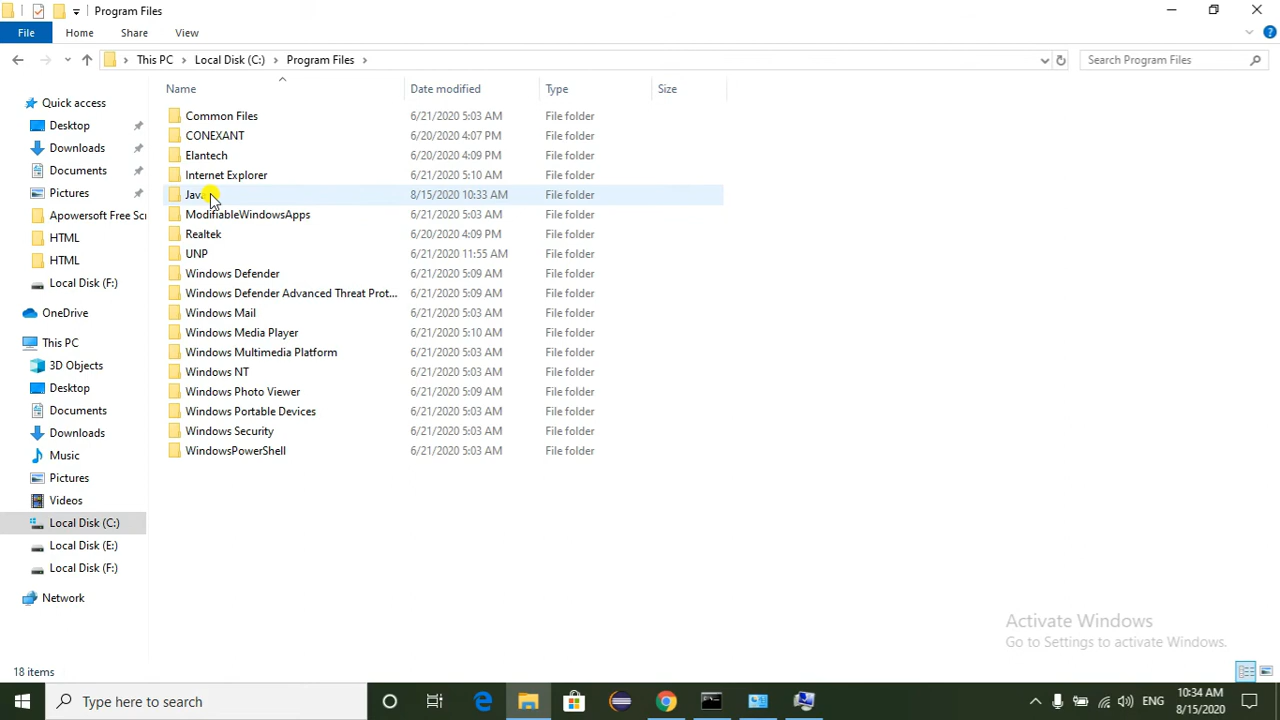 Program Files
File Home Share View
This PC Local Disk (C:) Program Files Search Program Files
Name Date modified Type Size
Quick access
Desktop
Downloads
Documents
Pictures
Apowersoft Free Scr
HTML
HTML
Local Disk (F:)
OneDrive
This PC
3D Objects
Desktop
Documents
Downloads
Music
Pictures
Videos
Local Disk (C:)
Local Disk (E:)
Local Disk (F:)
Network
Common Files 6/21/2020 5:03 AM File folder
CONEXANT 6/20/2020 4:07 PM File folder
Elantech 6/20/2020 4:09 PM File folder
Internet Explorer 6/21/2020 5:10 AM File folder
Java 8/15/2020 10:33 AM File folder
ModifiableWindowsApps 6/21/2020 5:03 AM File folder
Realtek 6/20/2020 4:09 PM File folder
UNP 6/21/2020 11:55 AM File folder
Windows Defender 6/21/2020 5:09 AM File folder
Windows Defender Advanced Threat Prot... 6/21/2020 5:09 AM File folder
Windows Mail 6/21/2020 5:03 AM File folder
Windows Media Player 6/21/2020 5:10 AM File folder
Windows Multimedia Platform 6/21/2020 5:03 AM File folder
Windows NT 6/21/2020 5:03 AM File folder
Windows Photo Viewer 6/21/2020 5:09 AM File folder
Windows Portable Devices 6/21/2020 5:03 AM File folder
Windows Security 6/21/2020 5:03 AM File folder
WindowsPowerShell 6/21/2020 5:03 AM File folder
Activate Windows
Go to Settings to activate Windows.
18 items
Type here to search
ENG
10:34 AM
8/15/2020